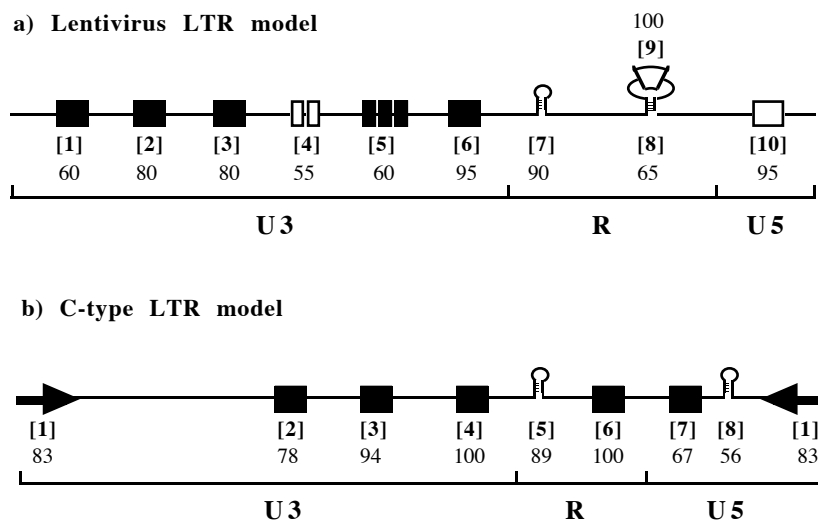 a) Lentivirus LTR model
100
[9]
[1] [2] [3] [4] [5] [6] [7] [8] [10]
60 80 80 55 60 95 90 65 95
U3 R U5
b) C-type LTR model
[1] [2] [3] [4] [5] [6] [7] [8] [1]
83 78 94 100 89 100 67 56 83
U3 R U5